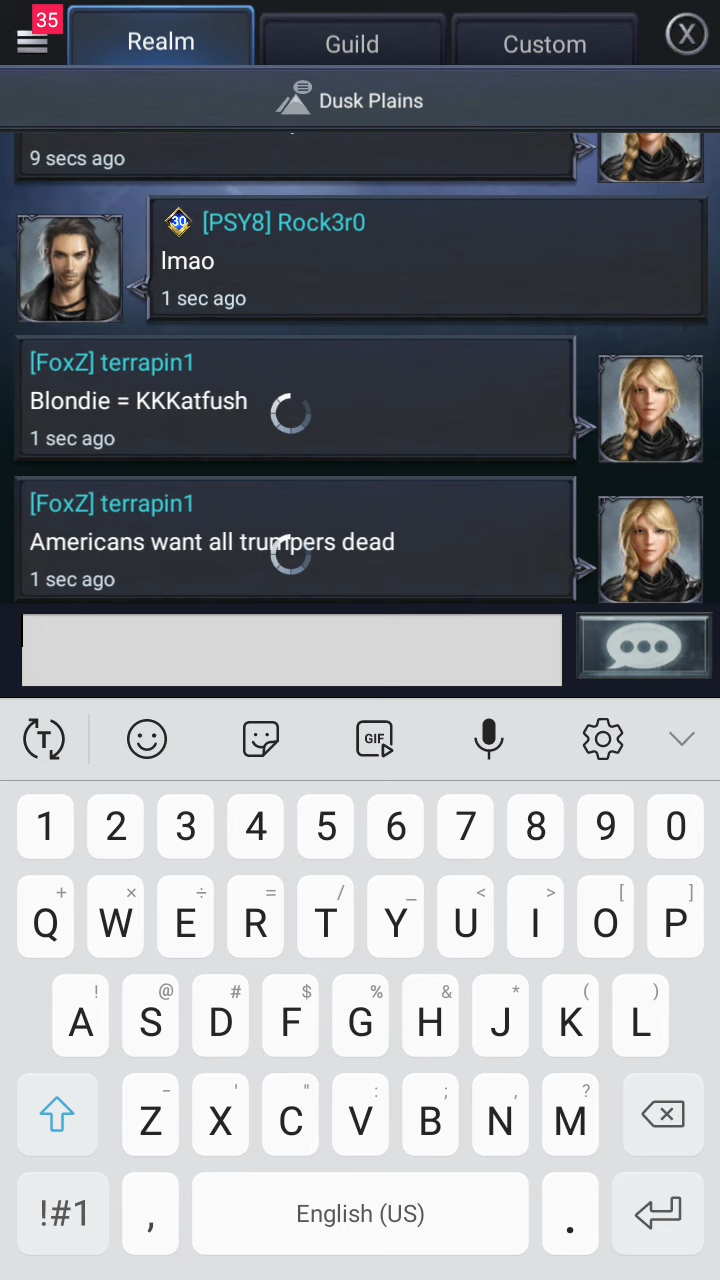 35
Realm
Guild
Custom
X
Dusk Plains
9 secs ago
30 [PSY8] Rock3r0
lmao
1 sec ago
[FoxZ] terrapin1
Blondie = KKKatfush
1 sec ago
[FoxZ] terrapin1
Americans want all trumpers dead
1 sec ago
T
GIF
1 2 3 4 5 6 7 8 9 0
+ × ÷ = / _ < > [ ]
Q W E R T Y U I O P
! @ # $ % & * ( )
A S D F G H J K L
- ' " : ; , ?
Z X C V B N M
!#1 , English (US) .